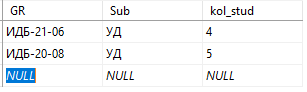 GR Sub kol_stud
ИДБ-21-06 УД 4
ИДБ-20-08 УД 5
NULL NULL NULL